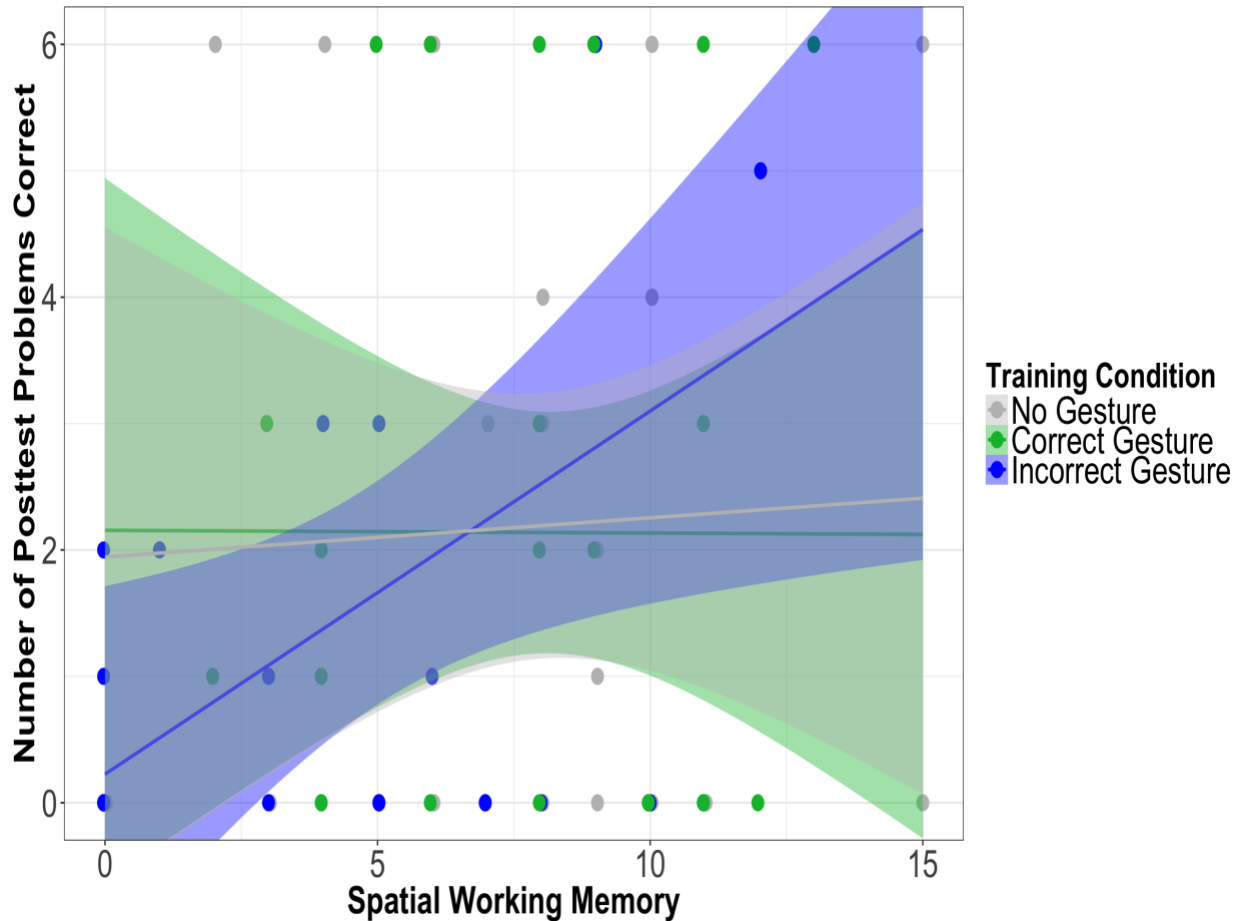 Number of Posttest Problems Correct
6
4
2
0
0 5 10 15
Spatial Working Memory
Training Condition
No Gesture
Correct Gesture
Incorrect Gesture